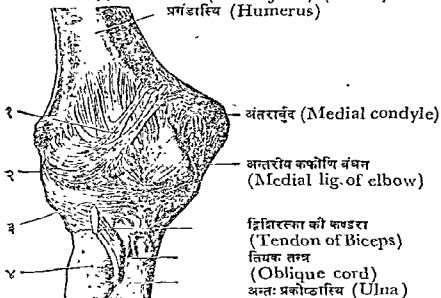 प्रगंडास्थि (Humerus)
१
अंतरार्बुद (Medial condyle)
२
अन्तरीय कफोणि बंधन
(Medial lig. of elbow)
३
द्विशिरस्का की कण्डरा
(Tendon of Biceps)
तिर्यक तन्त्र
४
(Oblique cord)
अन्तः प्रकोष्ठास्थि (Ulna)